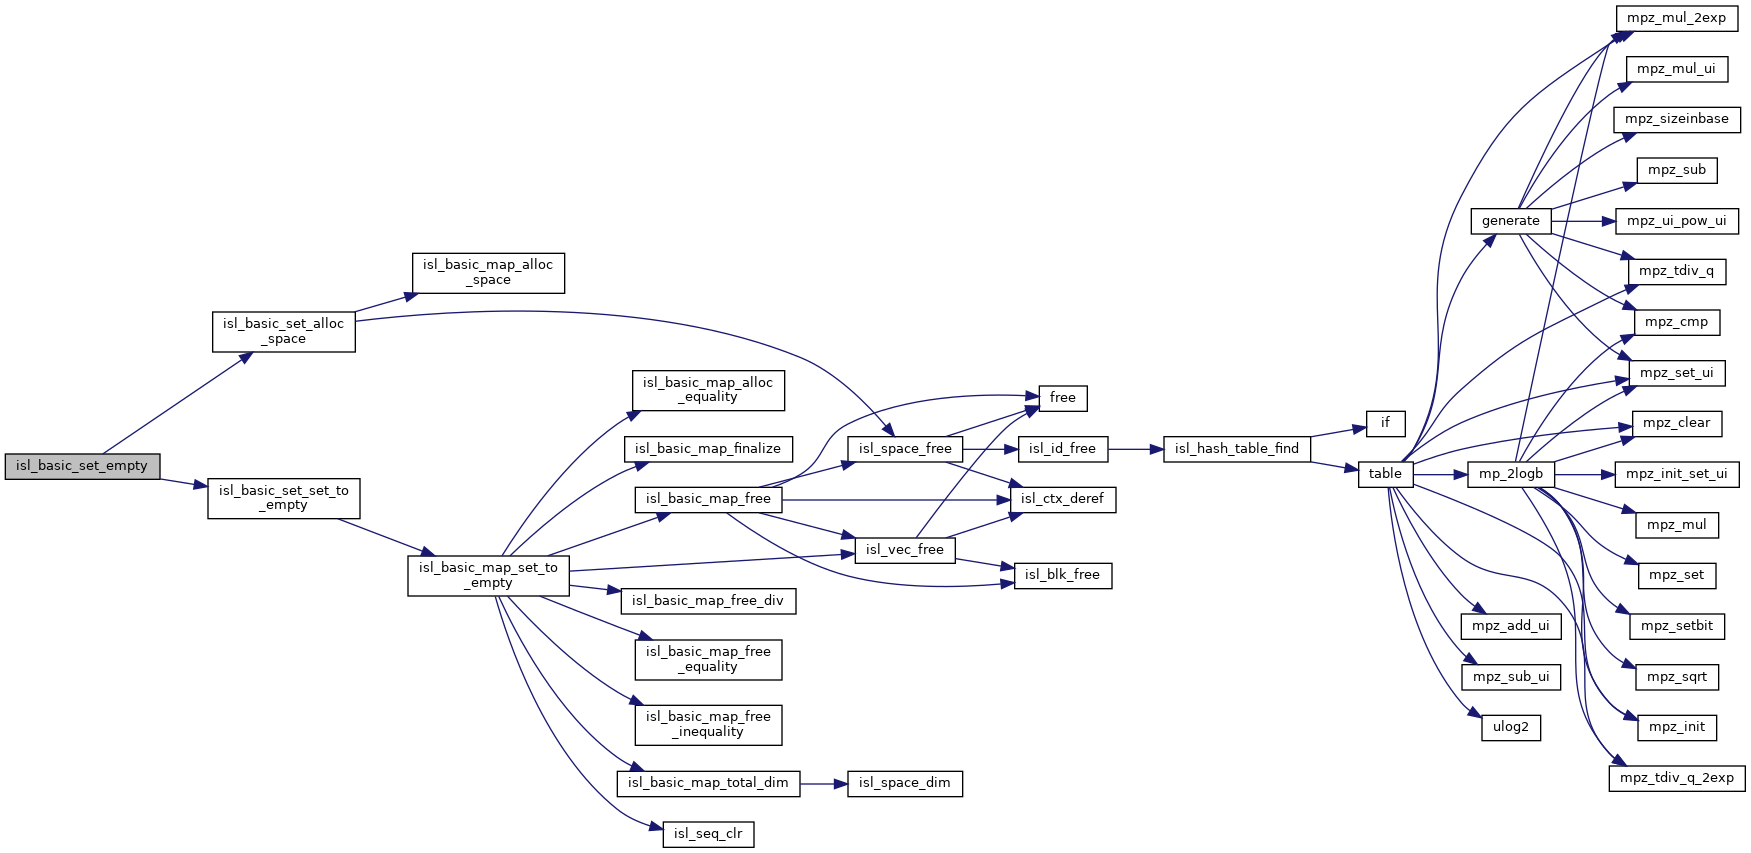 isl_basic_set_empty
isl_basic_set_alloc
_space
isl_basic_set_set_to
_empty
isl_basic_map_alloc
_space
isl_basic_map_set_to
_empty
isl_basic_map_alloc
_equality
isl_basic_map_finalize
isl_basic_map_free
isl_basic_map_free_div
isl_basic_map_free
_equality
isl_basic_map_free
_inequality
isl_basic_map_total_dim
isl_seq_clr
isl_space_free
isl_vec_free
isl_space_dim
free
isl_id_free
isl_ctx_deref
isl_blk_free
isl_hash_table_find
if
table
generate
mp_2logb
mpz_add_ui
mpz_sub_ui
ulog2
mpz_mul_2exp
mpz_mul_ui
mpz_sizeinbase
mpz_sub
mpz_ui_pow_ui
mpz_tdiv_q
mpz_cmp
mpz_set_ui
mpz_clear
mpz_init_set_ui
mpz_mul
mpz_set
mpz_setbit
mpz_sqrt
mpz_init
mpz_tdiv_q_2exp